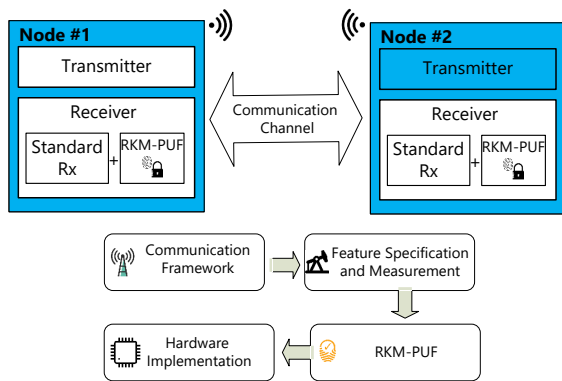 Node #1
Transmitter
Receiver
Standard
Rx
+
RKM-PUF
Communication
Channel
Node #2
Transmitter
Receiver
Standard
Rx
+
RKM-PUF
Communication
Framework
Feature Specification
and Measurement
Hardware
Implementation
RKM-PUF